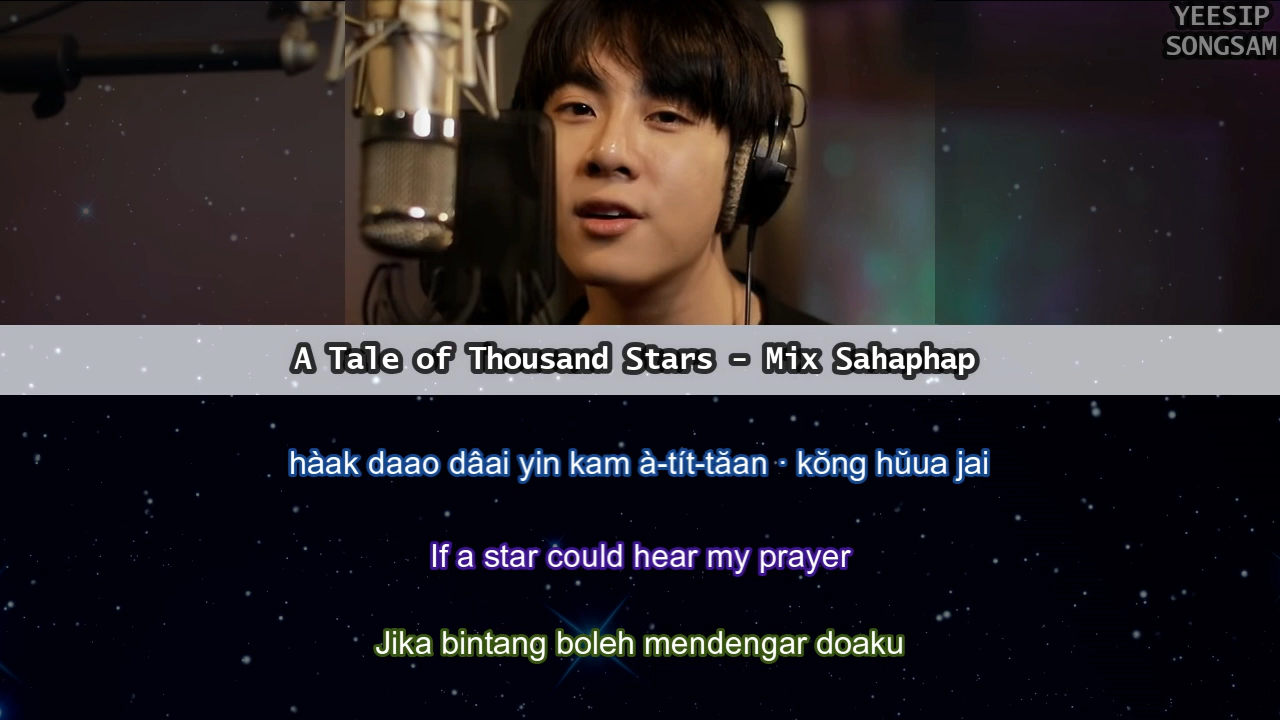 YEESIP
SONGSAM
A Tale of Thousand Stars - Mix Sahaphap
hàak daao dâai yin kam à-tít-tăan · kŏng hŭua jai
If a star could hear my prayer
Jika bintang boleh mendengar doaku